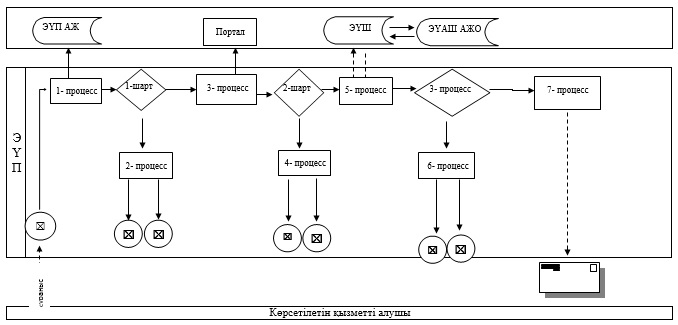 ЭҮП АЖ
Портал
ЭҮШ
ЭҮАШ АЖО
ЭҮП
1- процесс
1-шарт
3- процесс
2-шарт
5- процесс
3- процесс
7- процесс
2- процесс
4- процесс
6- процесс
Көрсетілетін қызметті алушы